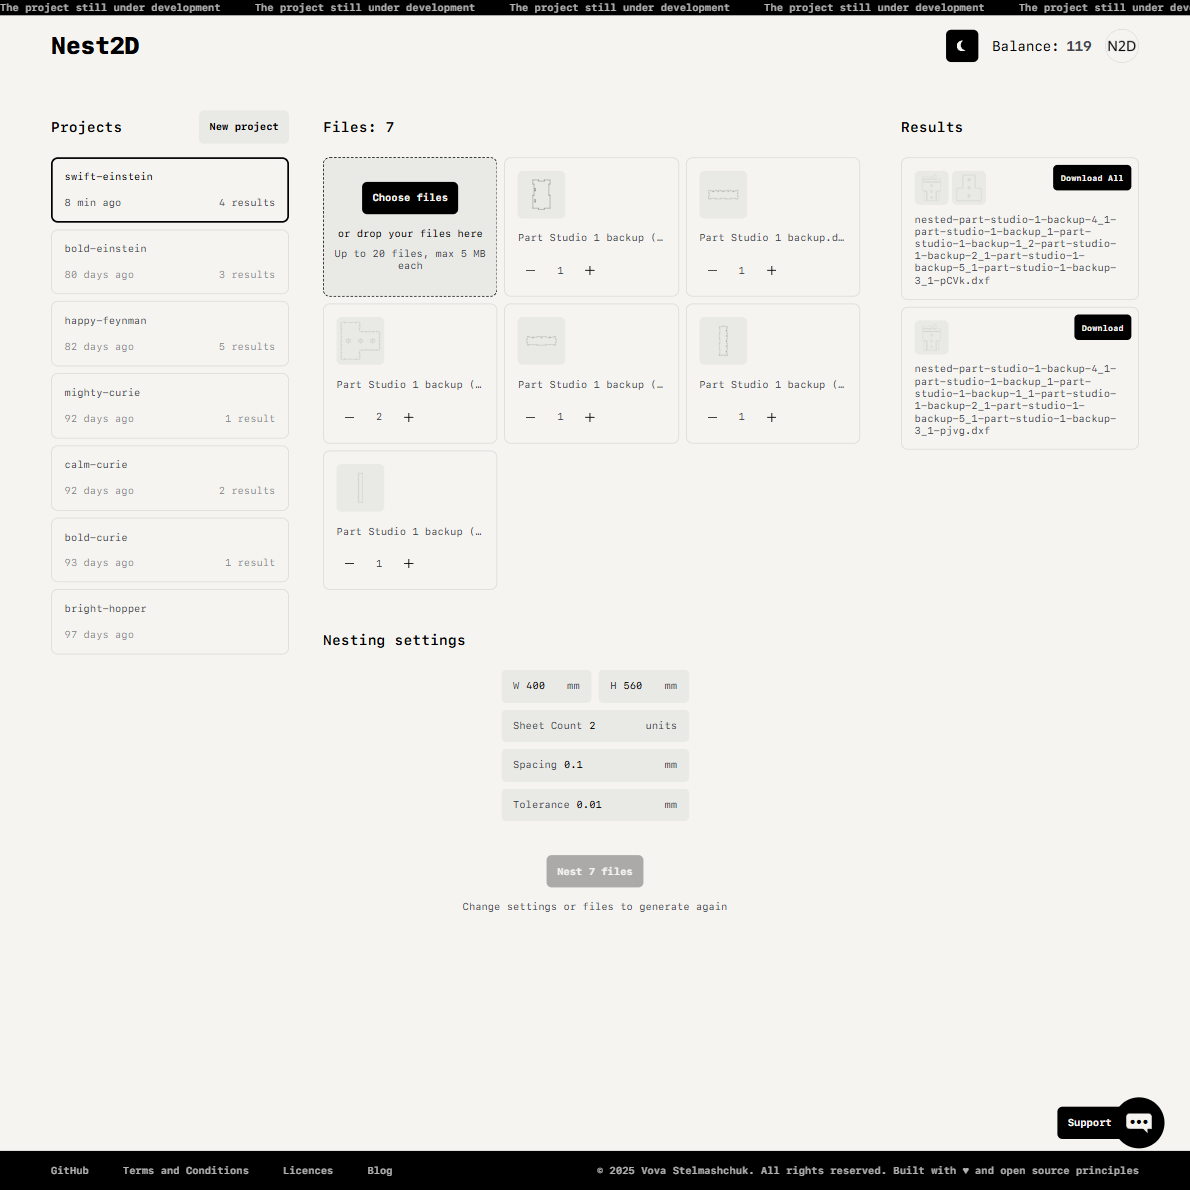 The project still under development The project still under development The project still under development The project still under development The project still under dev
Nest2D
Balance: 119 N2D
Projects
New project
swift-einstein
8 min ago 4 results
bold-einstein
80 days ago 3 results
happy-feynman
82 days ago 5 results
mighty-curie
92 days ago 1 result
calm-curie
92 days ago 2 results
bold-curie
93 days ago 1 result
bright-hopper
97 days ago
Files: 7
Choose files
or drop your files here
Up to 20 files, max 5 MB
each
Part Studio 1 backup (…
— 1 +
Part Studio 1 backup.d…
— 1 +
Part Studio 1 backup (…
— 2 +
Part Studio 1 backup (…
— 1 +
Part Studio 1 backup (…
— 1 +
Part Studio 1 backup (…
— 1 +
Nesting settings
W 400 mm H 560 mm
Sheet Count 2 units
Spacing 0.1 mm
Tolerance 0.01 mm
Nest 7 files
Change settings or files to generate again
Results
Download All
nested-part-studio-1-backup-4_1-
part-studio-1-backup_1-part-
studio-1-backup-1_2-part-studio-
1-backup-2_1-part-studio-1-
backup-5_1-part-studio-1-backup-
3_1-pCVk.dxf
Download
nested-part-studio-1-backup-4_1-
part-studio-1-backup_1-part-
studio-1-backup-1_1-part-studio-
1-backup-2_1-part-studio-1-
backup-5_1-part-studio-1-backup-
3_1-pjvg.dxf
Support
GitHub Terms and Conditions Licences Blog © 2025 Vova Stelmashchuk. All rights reserved. Built with ♥ and open source principles